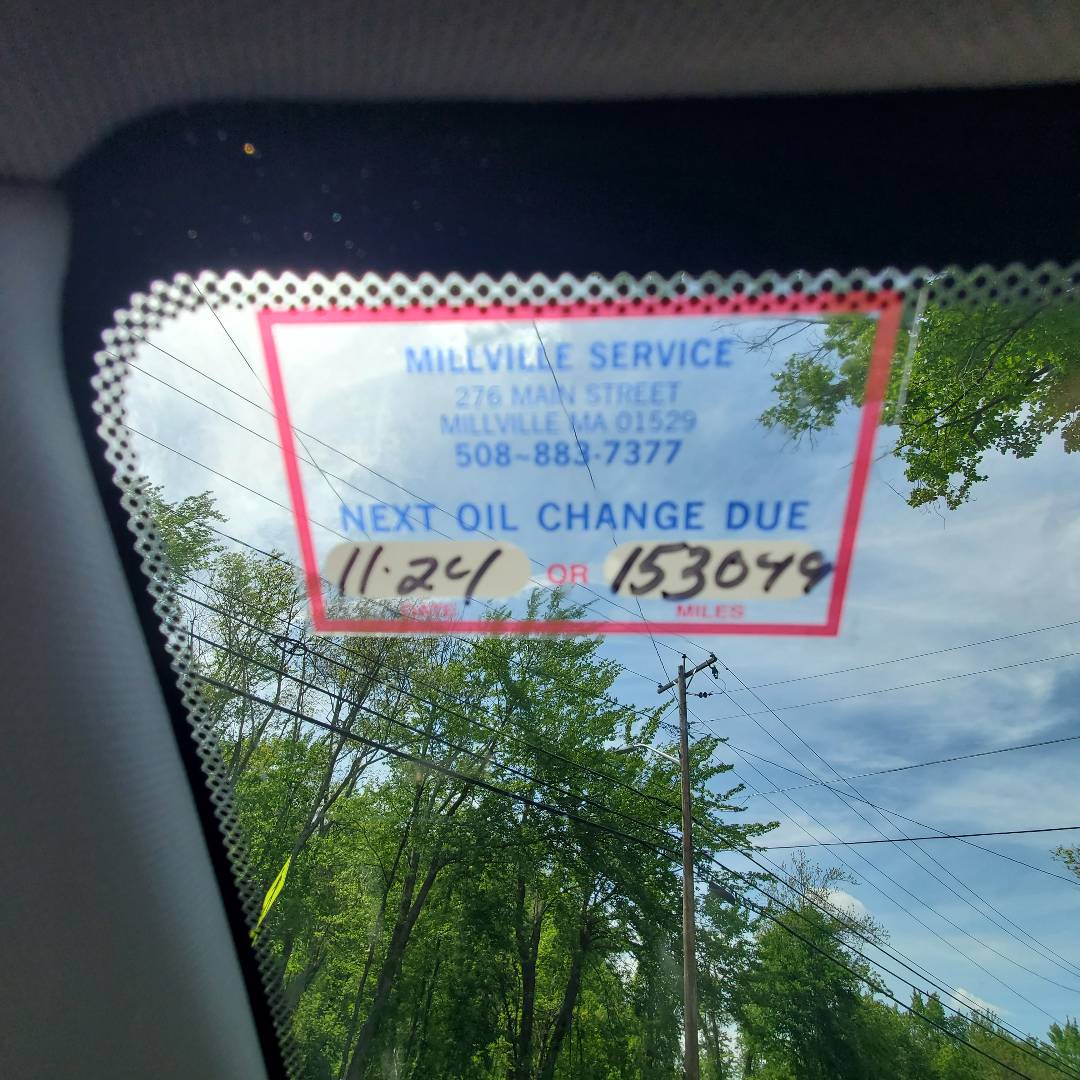 MILLVILLE SERVICE
276 MAIN STREET
MILLVILLE MA 01529
508-883-7377
NEXT OIL CHANGE DUE
11·24 OR 153049
DATE MILES